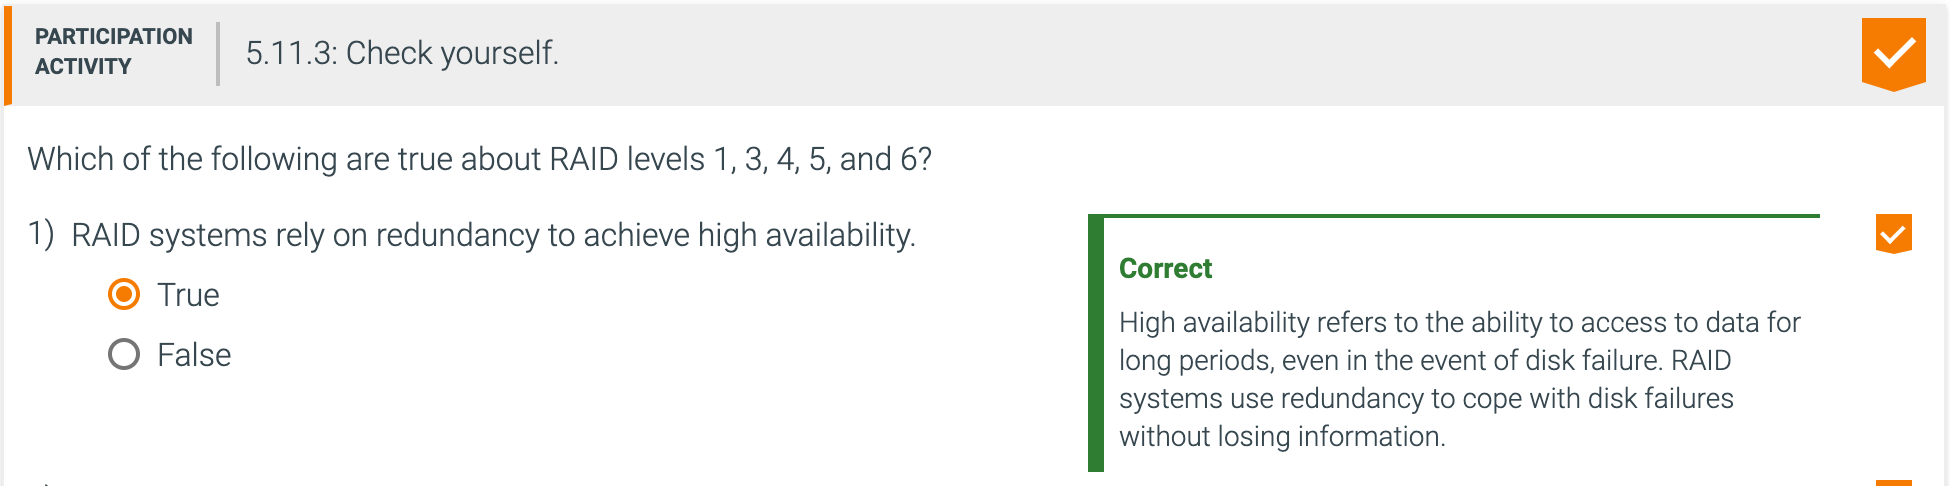 PARTICIPATION
ACTIVITY
5.11.3: Check yourself.
Which of the following are true about RAID levels 1, 3, 4, 5, and 6?
1) RAID systems rely on redundancy to achieve high availability.
True
False
Correct
High availability refers to the ability to access to data for
long periods, even in the event of disk failure. RAID
systems use redundancy to cope with disk failures
without losing information.